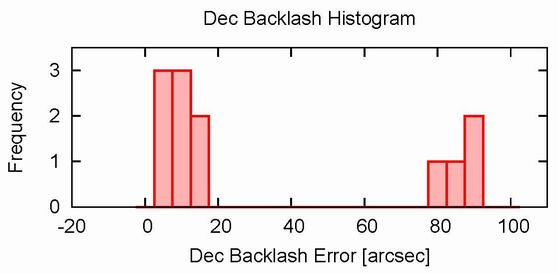 Dec Backlash Histogram
Frequency
3
2
1
0
-20 0 20 40 60 80 100
Dec Backlash Error [arcsec]